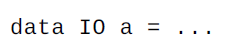 data IO a = ...